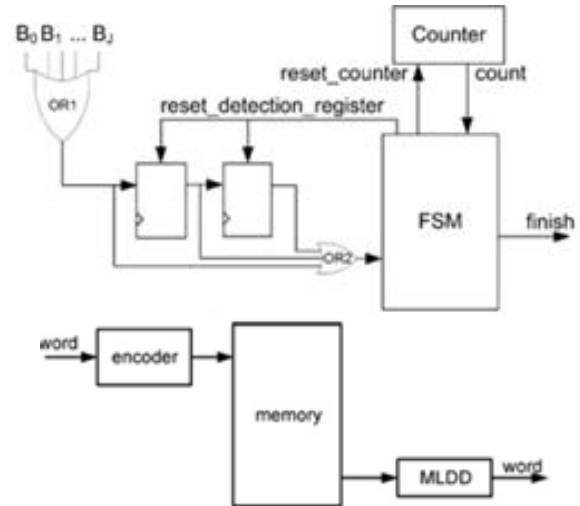 B0 B1 ... BJ
Counter
reset_counter
count
OR1
reset_detection_register
FSM
finish
OR2
word
encoder
memory
MLDD
word